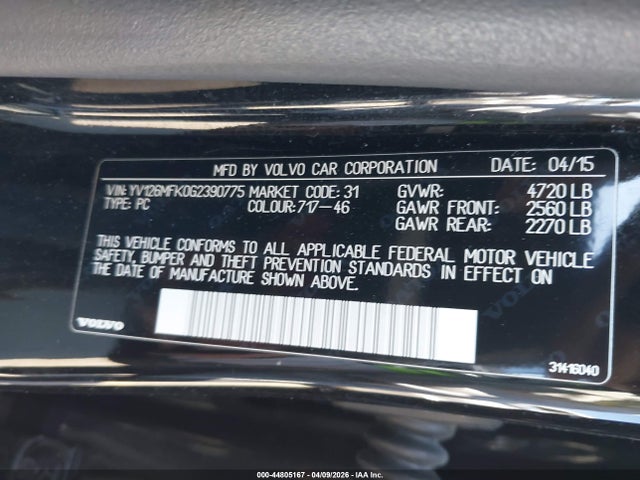 MFD BY VOLVO CAR CORPORATION DATE: 04/15
VIN: YV126MFK0G2390775 MARKET CODE: 31 GVWR: 4720 LB
TYPE: PC COLOUR: 717-46 GAWR FRONT: 2560 LB
GAWR REAR: 2270 LB
THIS VEHICLE CONFORMS TO ALL APPLICABLE FEDERAL MOTOR VEHICLE
SAFETY, BUMPER AND THEFT PREVENTION STANDARDS IN EFFECT ON
THE DATE OF MANUFACTURE SHOWN ABOVE.
VOLVO
31416040
000-44805167 - 04/09/2026 - IAA Inc.